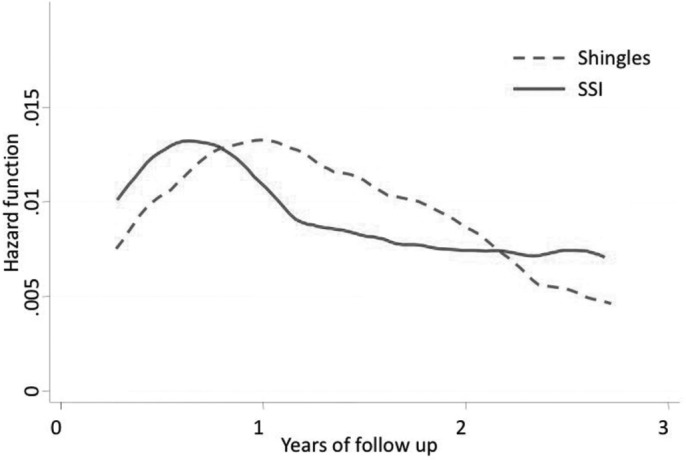 Shingles
SSI
Hazard function
.015
.01
.005
0
0 1 2 3
Years of follow up